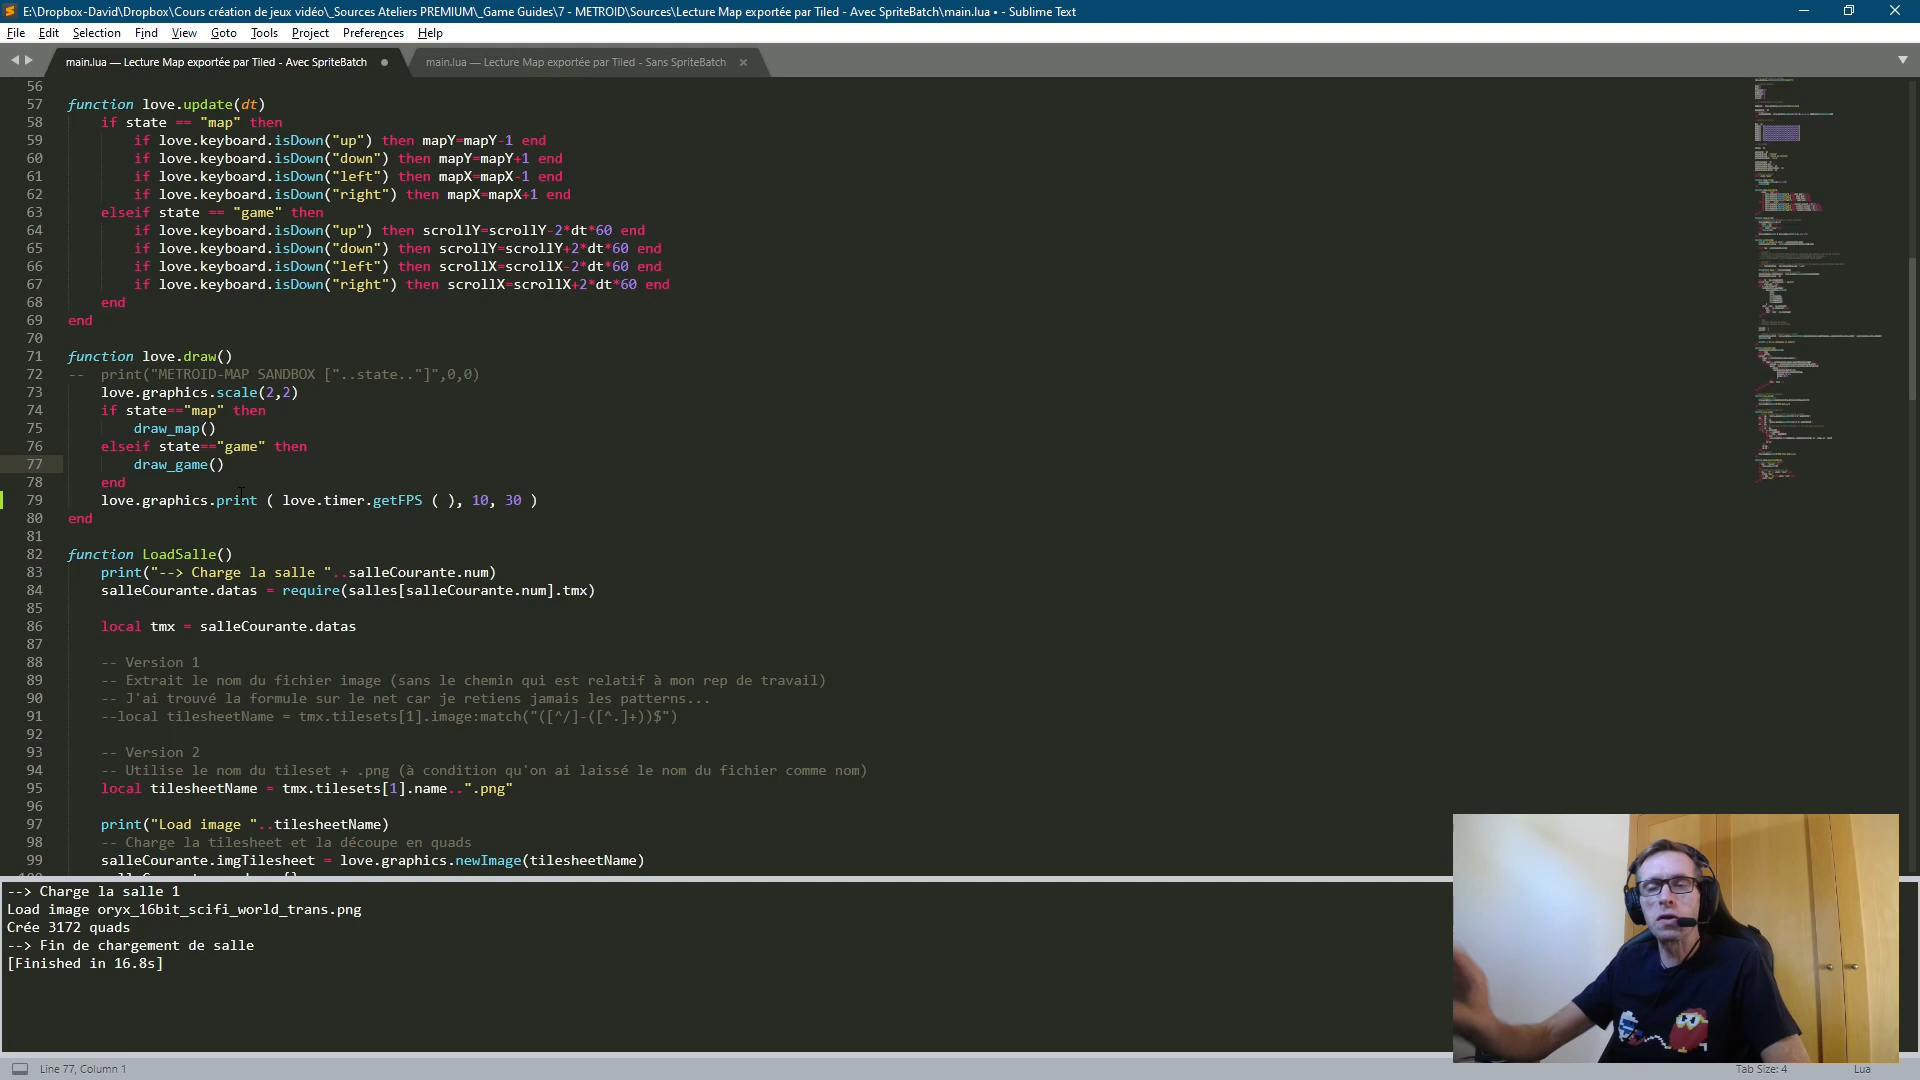 E:\Dropbox-David\Dropbox\Cours création de jeux vidéo\_Sources Ateliers PREMIUM\_Game Guides\7 - METROID\Sources\Lecture Map exportée par Tiled - Avec SpriteBatch\main.lua • - Sublime Text
File Edit Selection Find View Goto Tools Project Preferences Help
main.lua — Lecture Map exportée par Tiled - Avec SpriteBatch
main.lua — Lecture Map exportée par Tiled - Sans SpriteBatch
56
57 function love.update(dt)
58 if state == "map" then
59 if love.keyboard.isDown("up") then mapY=mapY-1 end
60 if love.keyboard.isDown("down") then mapY=mapY+1 end
61 if love.keyboard.isDown("left") then mapX=mapX-1 end
62 if love.keyboard.isDown("right") then mapX=mapX+1 end
63 elseif state == "game" then
64 if love.keyboard.isDown("up") then scrollY=scrollY-2*dt*60 end
65 if love.keyboard.isDown("down") then scrollY=scrollY+2*dt*60 end
66 if love.keyboard.isDown("left") then scrollX=scrollX-2*dt*60 end
67 if love.keyboard.isDown("right") then scrollX=scrollX+2*dt*60 end
68 end
69 end
70
71 function love.draw()
72 -- print("METROID-MAP SANDBOX ["..state.."]",0,0)
73 love.graphics.scale(2,2)
74 if state=="map" then
75 draw_map()
76 elseif state=="game" then
77 draw_game()
78 end
79 love.graphics.print ( love.timer.getFPS ( ), 10, 30 )
80 end
81
82 function LoadSalle()
83 print("--> Charge la salle "..salleCourante.num)
84 salleCourante.datas = require(salles[salleCourante.num].tmx)
85
86 local tmx = salleCourante.datas
87
88 -- Version 1
89 -- Extrait le nom du fichier image (sans le chemin qui est relatif à mon rep de travail)
90 -- J'ai trouvé la formule sur le net car je retiens jamais les patterns...
91 --local tilesheetName = tmx.tilesets[1].image:match("([^/]-([^.]+))$")
92
93 -- Version 2
94 -- Utilise le nom du tileset + .png (à condition qu'on ai laissé le nom du fichier comme nom)
95 local tilesheetName = tmx.tilesets[1].name..".png"
96
97 print("Load image "..tilesheetName)
98 -- Charge la tilesheet et la découpe en quads
99 salleCourante.imgTilesheet = love.graphics.newImage(tilesheetName)
--> Charge la salle 1
Load image oryx_16bit_scifi_world_trans.png
Crée 3172 quads
--> Fin de chargement de salle
[Finished in 16.8s]
Line 77, Column 1
Tab Size: 4
Lua